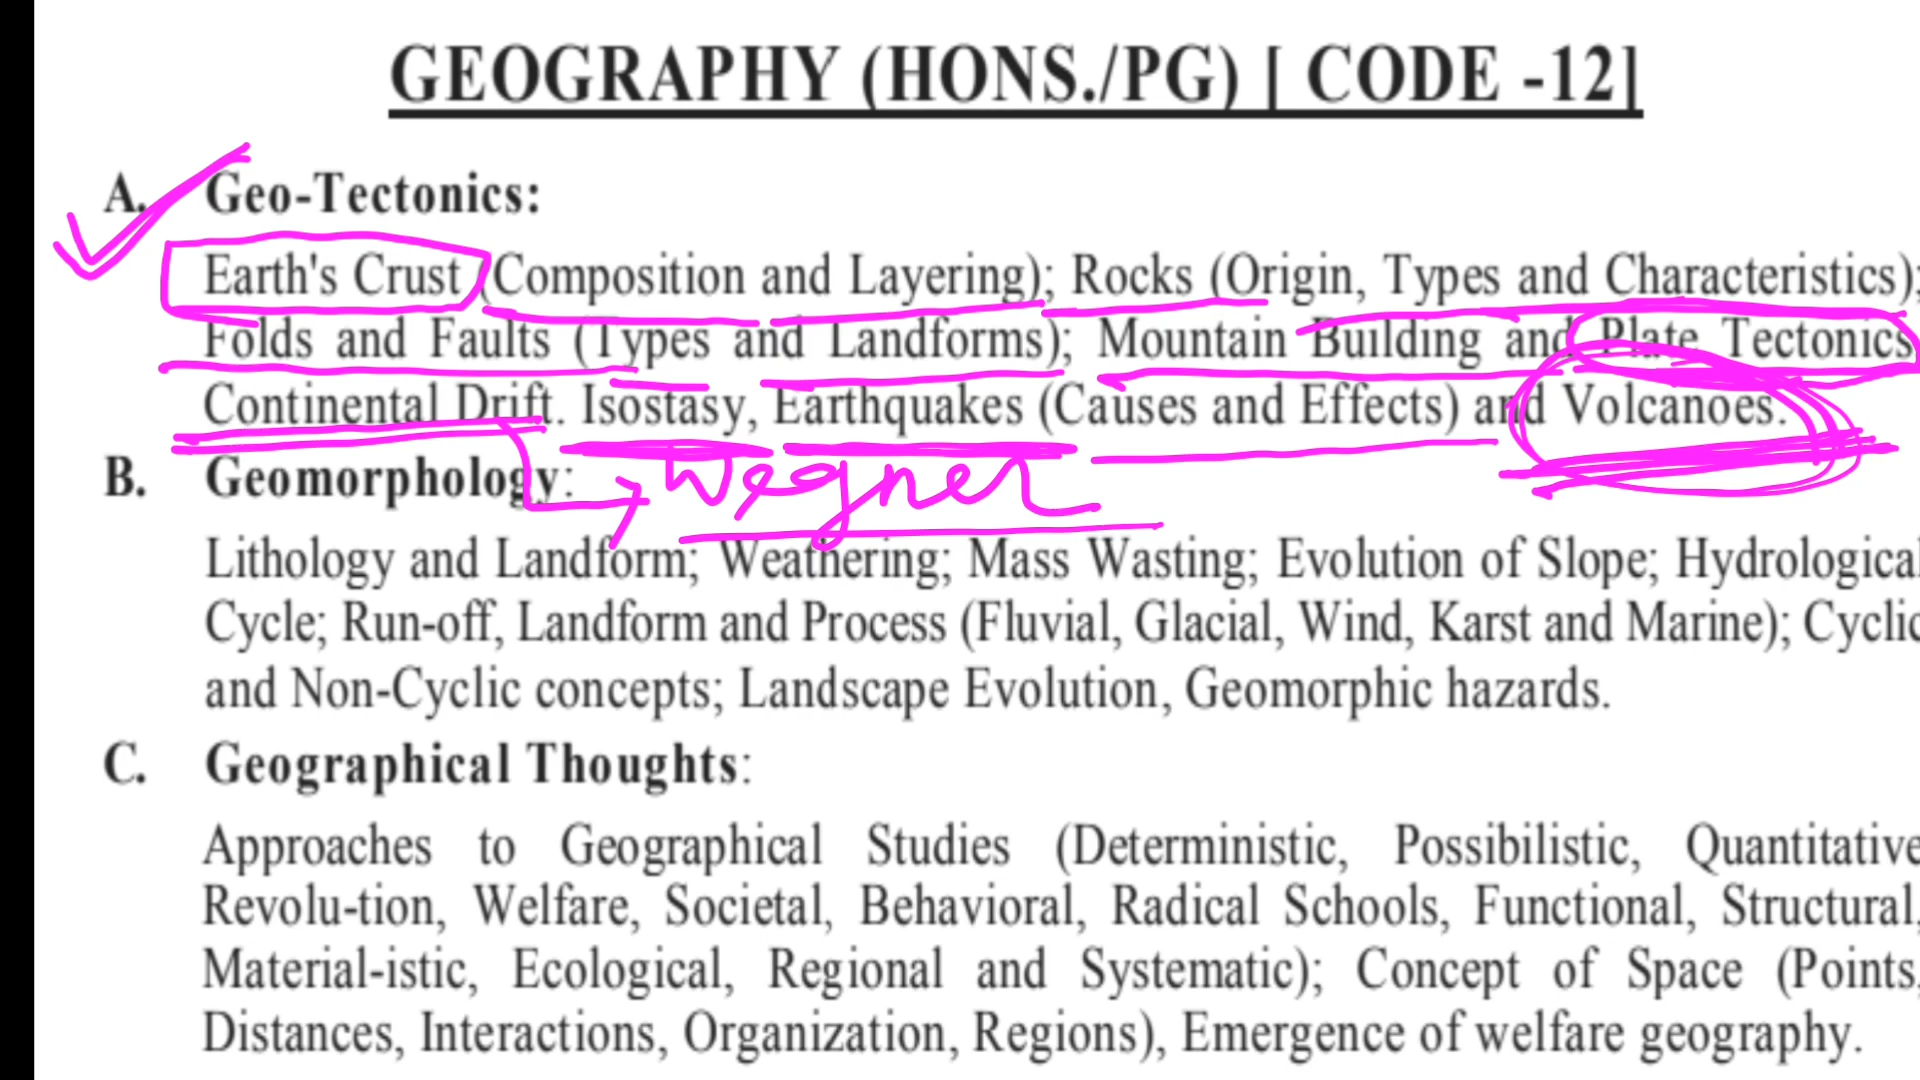 GEOGRAPHY (HONS./PG) [ CODE -12]
A. Geo-Tectonics:
Earth's Crust (Composition and Layering); Rocks (Origin, Types and Characteristics);
Folds and Faults (Types and Landforms); Mountain Building and Plate Tectonics
Continental Drift. Isostasy, Earthquakes (Causes and Effects) and Volcanoes.
B. Geomorphology:
Wegner
Lithology and Landform; Weathering; Mass Wasting; Evolution of Slope; Hydrological
Cycle; Run-off, Landform and Process (Fluvial, Glacial, Wind, Karst and Marine); Cyclic
and Non-Cyclic concepts; Landscape Evolution, Geomorphic hazards.
C. Geographical Thoughts:
Approaches to Geographical Studies (Deterministic, Possibilistic, Quantitative
Revolu-tion, Welfare, Societal, Behavioral, Radical Schools, Functional, Structural,
Material-istic, Ecological, Regional and Systematic); Concept of Space (Points,
Distances, Interactions, Organization, Regions), Emergence of welfare geography.